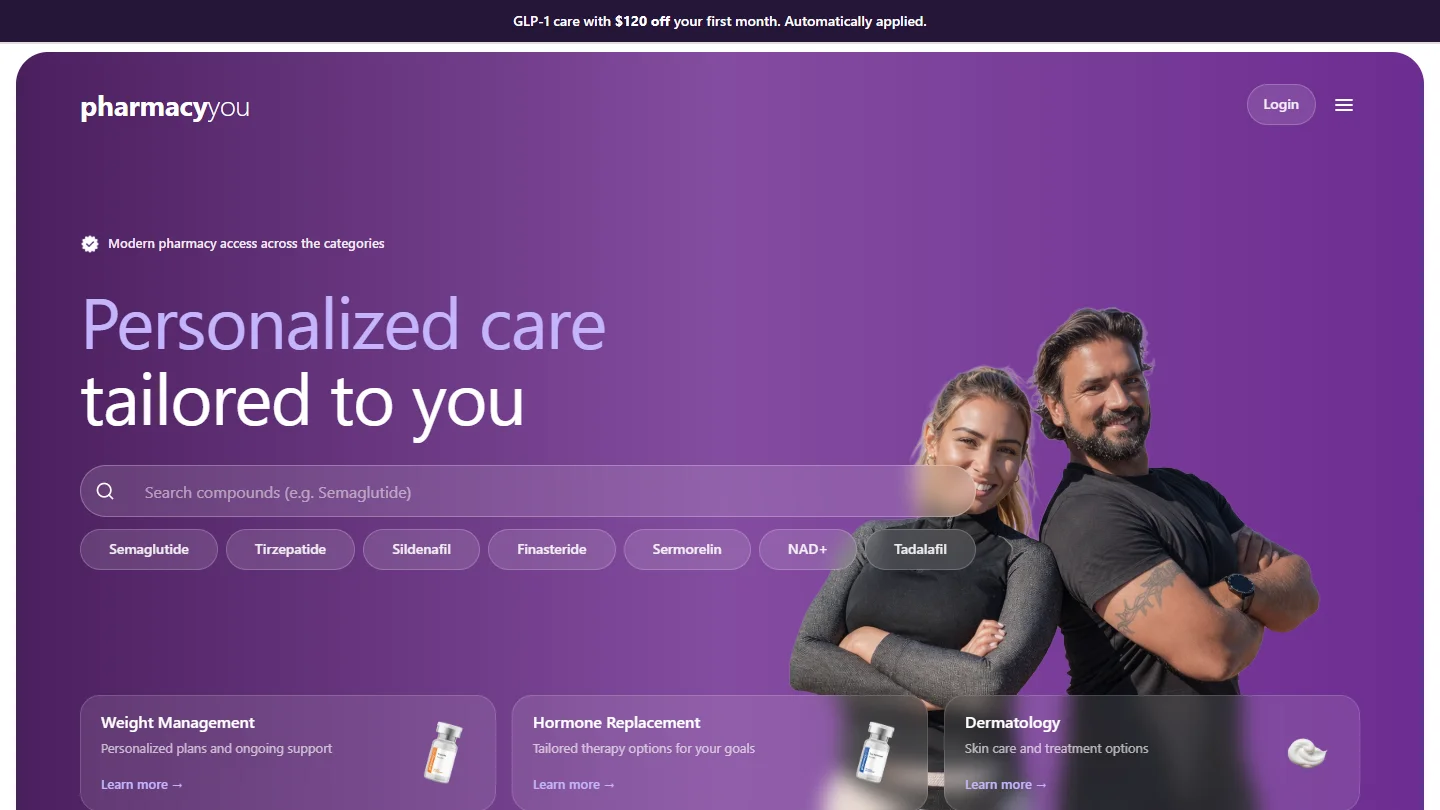 GLP-1 care with $120 off your first month. Automatically applied.
pharmacyyou
Login
Modern pharmacy access across the categories
Personalized care
tailored to you
Search compounds (e.g. Semaglutide)
Semaglutide
Tirzepatide
Sildenafil
Finasteride
Sermorelin
NAD+
Tadalafil
Weight Management
Personalized plans and ongoing support
Learn more →
Hormone Replacement
Tailored therapy options for your goals
Learn more →
Dermatology
Skin care and treatment options
Learn more →